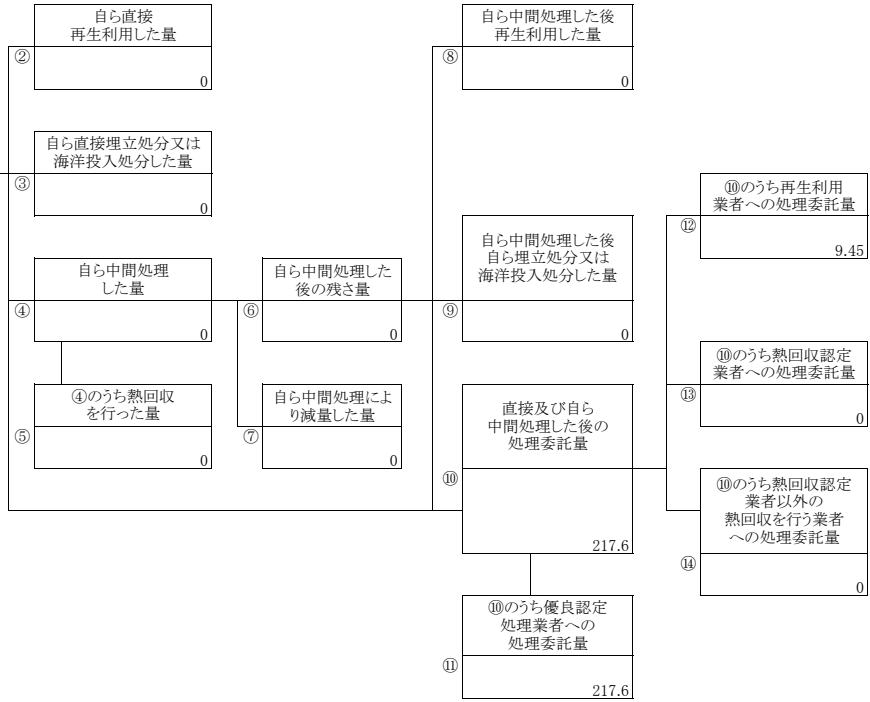 自ら直接
再生利用した量
②
0
自ら直接埋立処分又は
海洋投入処分した量
③
0
自ら中間処理
した量
④
0
④のうち熱回収
を行った量
⑤
0
自ら中間処理した
後の残さ量
⑥
0
自ら中間処理によ
り減量した量
⑦
0
自ら中間処理した後
再生利用した量
⑧
0
自ら中間処理した後
自ら埋立処分又は
海洋投入処分した量
⑨
0
直接及び自ら
中間処理した後の
処理委託量
⑩
217.6
⑩のうち優良認定
処理業者への
処理委託量
⑪
217.6
⑩のうち再生利用
業者への処理委託量
⑫
9.45
⑩のうち熱回収認定
業者への処理委託量
⑬
0
⑩のうち熱回収認定
業者以外の
熱回収を行う業者
への処理委託量
⑭
0